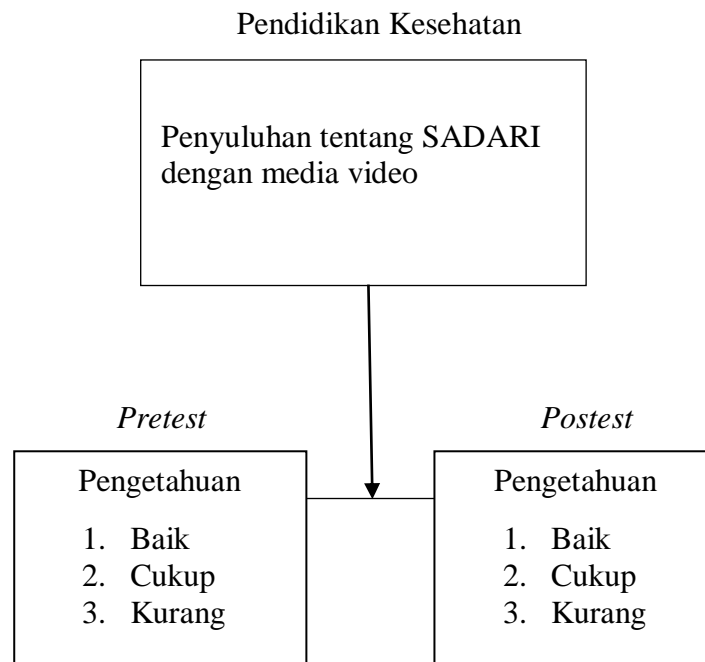 Pendidikan Kesehatan
Penyuluhan tentang SADARI
dengan media video
Pretest
Pengetahuan
1. Baik
2. Cukup
3. Kurang
Postest
Pengetahuan
1. Baik
2. Cukup
3. Kurang